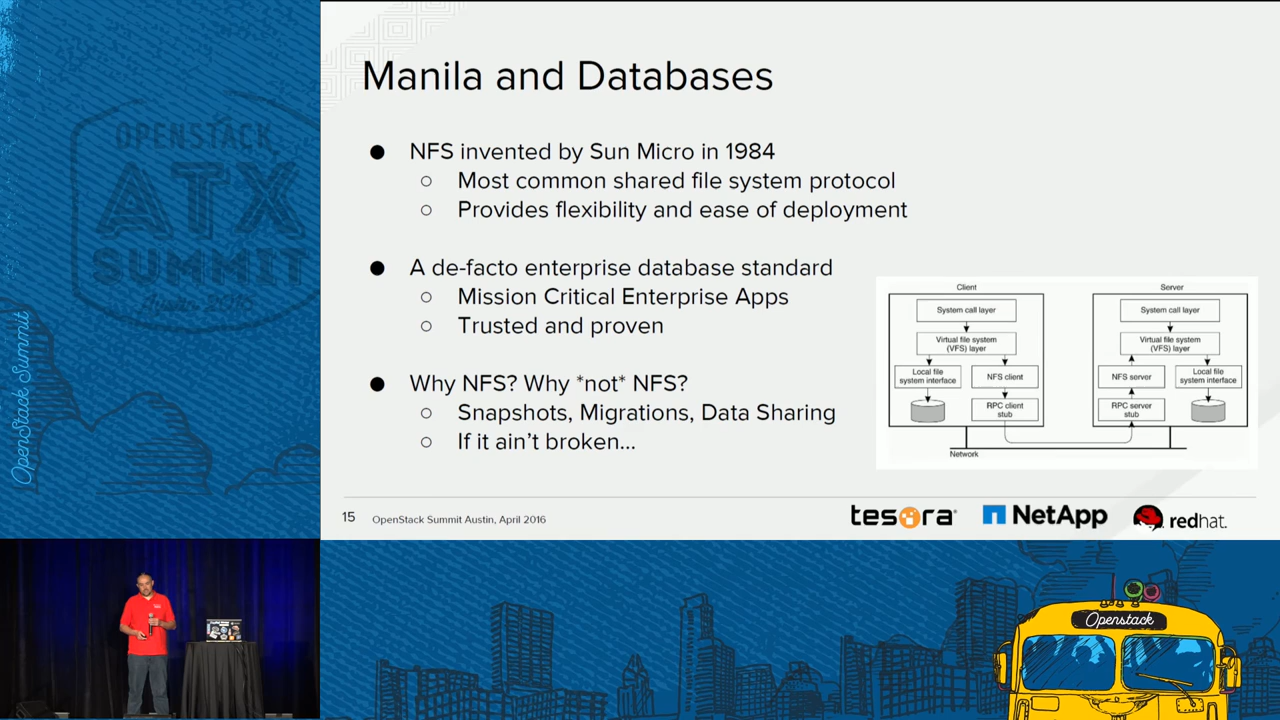 OPENSTACK
ATX
SUMMIT
OpenStack Summit
Manila and Databases
● NFS invented by Sun Micro in 1984
○ Most common shared file system protocol
○ Provides flexibility and ease of deployment
● A de-facto enterprise database standard
○ Mission Critical Enterprise Apps
○ Trusted and proven
● Why NFS? Why *not* NFS?
○ Snapshots, Migrations, Data Sharing
○ If it ain't broken...
Client
System call layer
Virtual file system
(VFS) layer
Local file
system interface
NFS client
RPC client
stub
Server
System call layer
Virtual file system
(VFS) layer
NFS server
Local file
system interface
RPC server
stub
Network
15 OpenStack Summit Austin, April 2016
tesora
NetApp
redhat.
Openstack